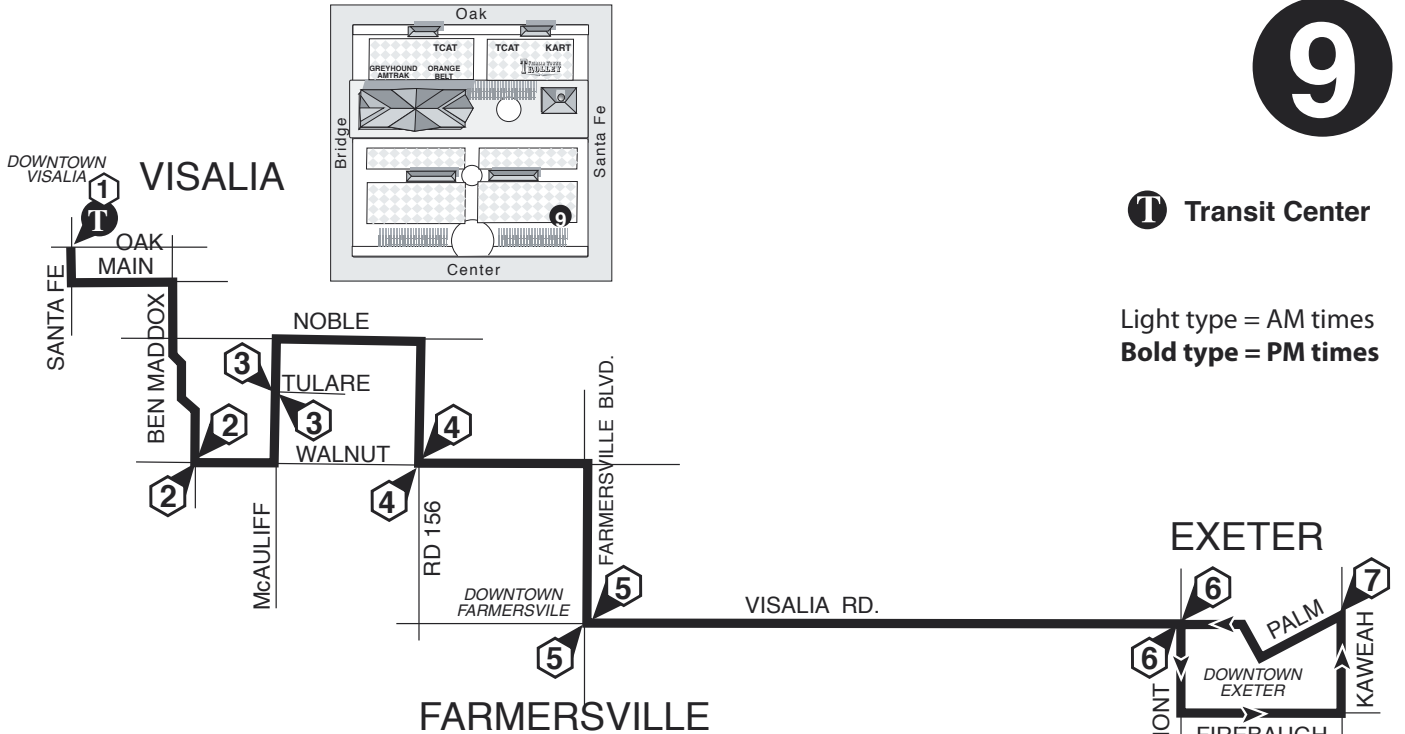 Oak
TCAT
TCAT KART
GREYHOUND
AMTRAK
ORANGE
BELT
TROLLEY
Bridge
Santa Fe
9
Center
9
T Transit Center
Light type = AM times
Bold type = PM times
DOWNTOWN
VISALIA
1
VISALIA
T
OAK
MAIN
SANTA FE
BEN MADDOX
NOBLE
3
TULARE
3
2
WALNUT
4
2
4
McAULIFF
RD 156
FARMERSVILLE BLVD.
DOWNTOWN
FARMERSVILE
5
5
VISALIA RD.
FARMERSVILLE
EXETER
6
7
PALM
6
DOWNTOWN
EXETER
KAWEAH